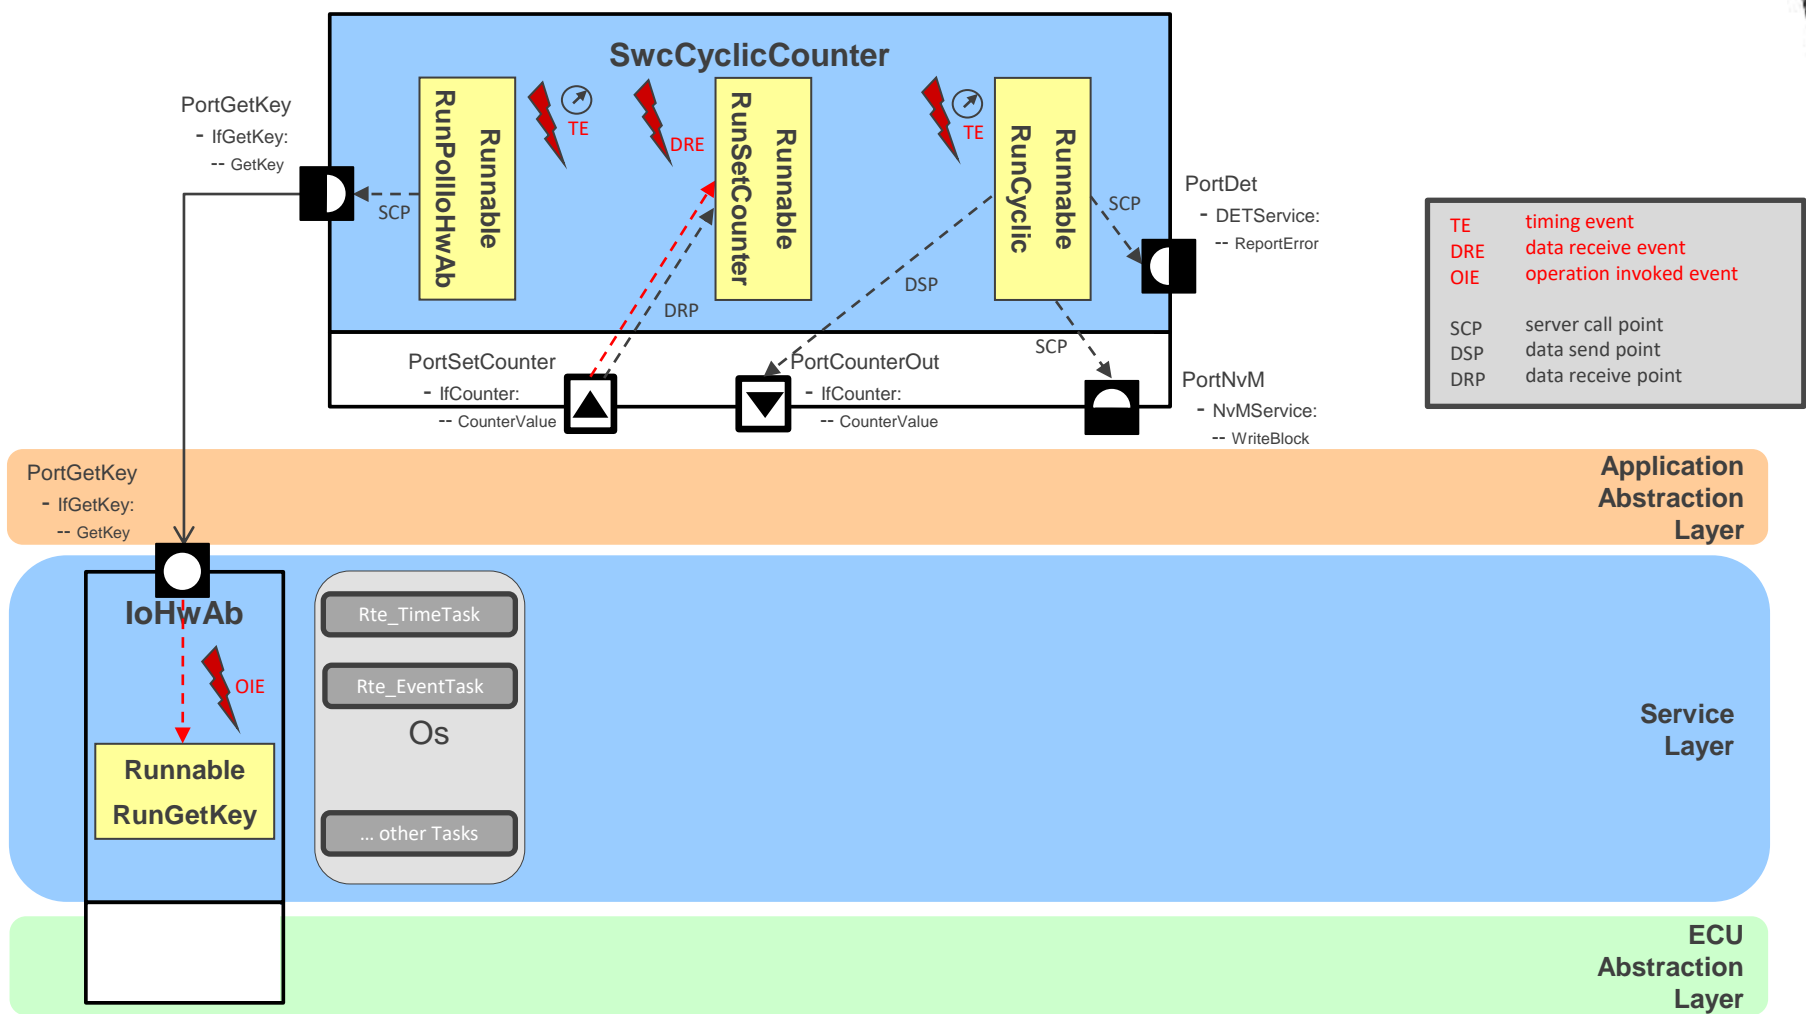 SwcCyclicCounter
Runnable
RunPollIoHwAb
TE
DRE
Runnable
RunSetCounter
TE
Runnable
RunCyclic
PortGetKey
- IfGetKey:
-- GetKey
SCP
SCP
PortDet
- DETService:
-- ReportError
DSP
DRP
SCP
PortSetCounter
- IfCounter:
-- CounterValue
PortCounterOut
- IfCounter:
-- CounterValue
PortNvM
- NvMService:
-- WriteBlock
TE timing event
DRE data receive event
OIE operation invoked event
SCP server call point
DSP data send point
DRP data receive point
PortGetKey
- IfGetKey:
-- GetKey
Application
Abstraction
Layer
IoHwAb
OIE
Runnable
RunGetKey
Rte_TimeTask
Rte_EventTask
Os
... other Tasks
Service
Layer
ECU
Abstraction
Layer